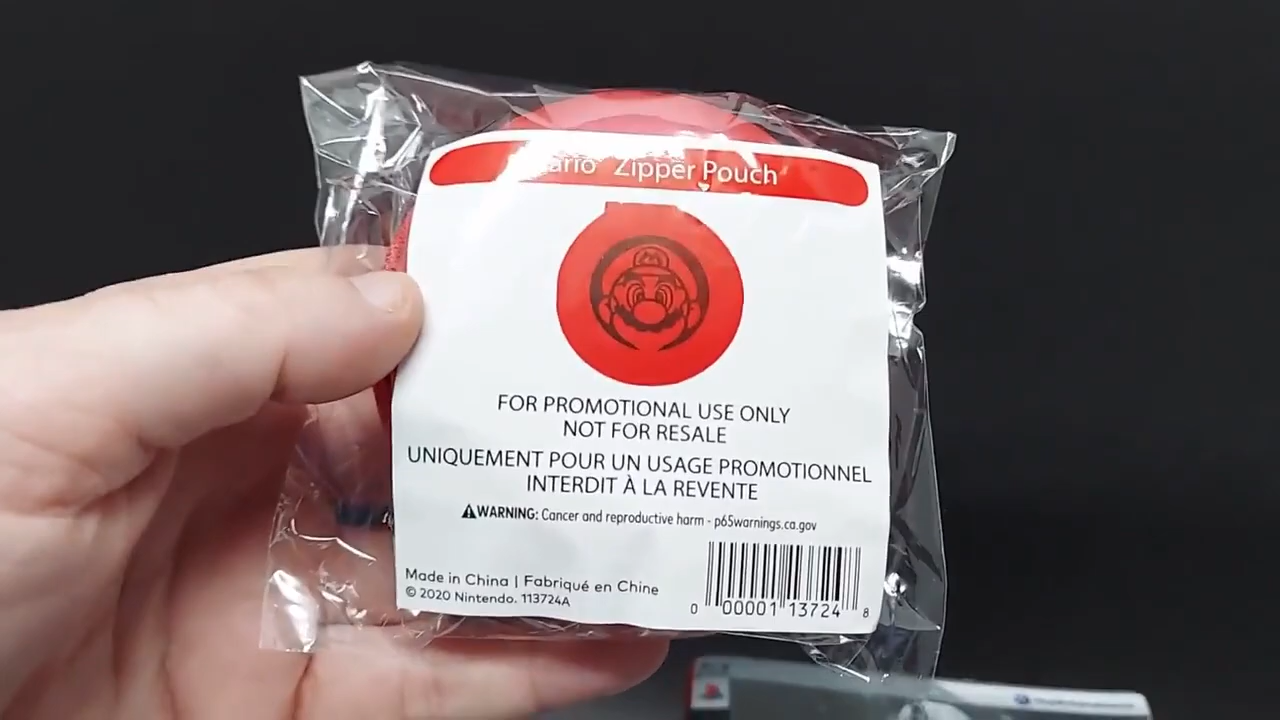 Zipper Pouch
FOR PROMOTIONAL USE ONLY
NOT FOR RESALE
UNIQUEMENT POUR UN USAGE PROMOTIONNEL
INTERDIT À LA REVENTE
WARNING: Cancer and reproductive harm - p65warnings.ca.gov
Made in China | Fabriqué en Chine
© 2020 Nintendo. 113724A
0 00001 13724 8